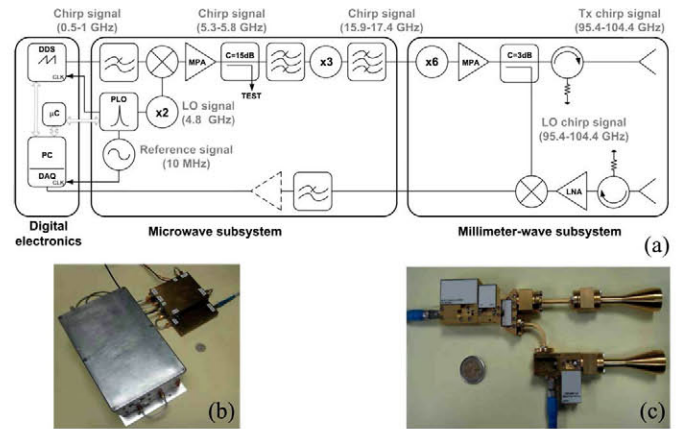 Chirp signal
(0.5-1 GHz)
Chirp signal
(5.3-5.8 GHz)
Chirp signal
(15.9-17.4 GHz)
Tx chirp signal
(95.4-104.4 GHz)
DDS
CLK
MPA
C=15dB
TEST
x3
x6
MPA
C=3dB
PLO
x2
LO signal
(4.8 GHz)
µC
Reference signal
(10 MHz)
LO chirp signal
(95.4-104.4 GHz)
PC
DAQ
CLK
LNA
Digital
electronics
Microwave subsystem
Millimeter-wave subsystem
(a)
(b)
(c)